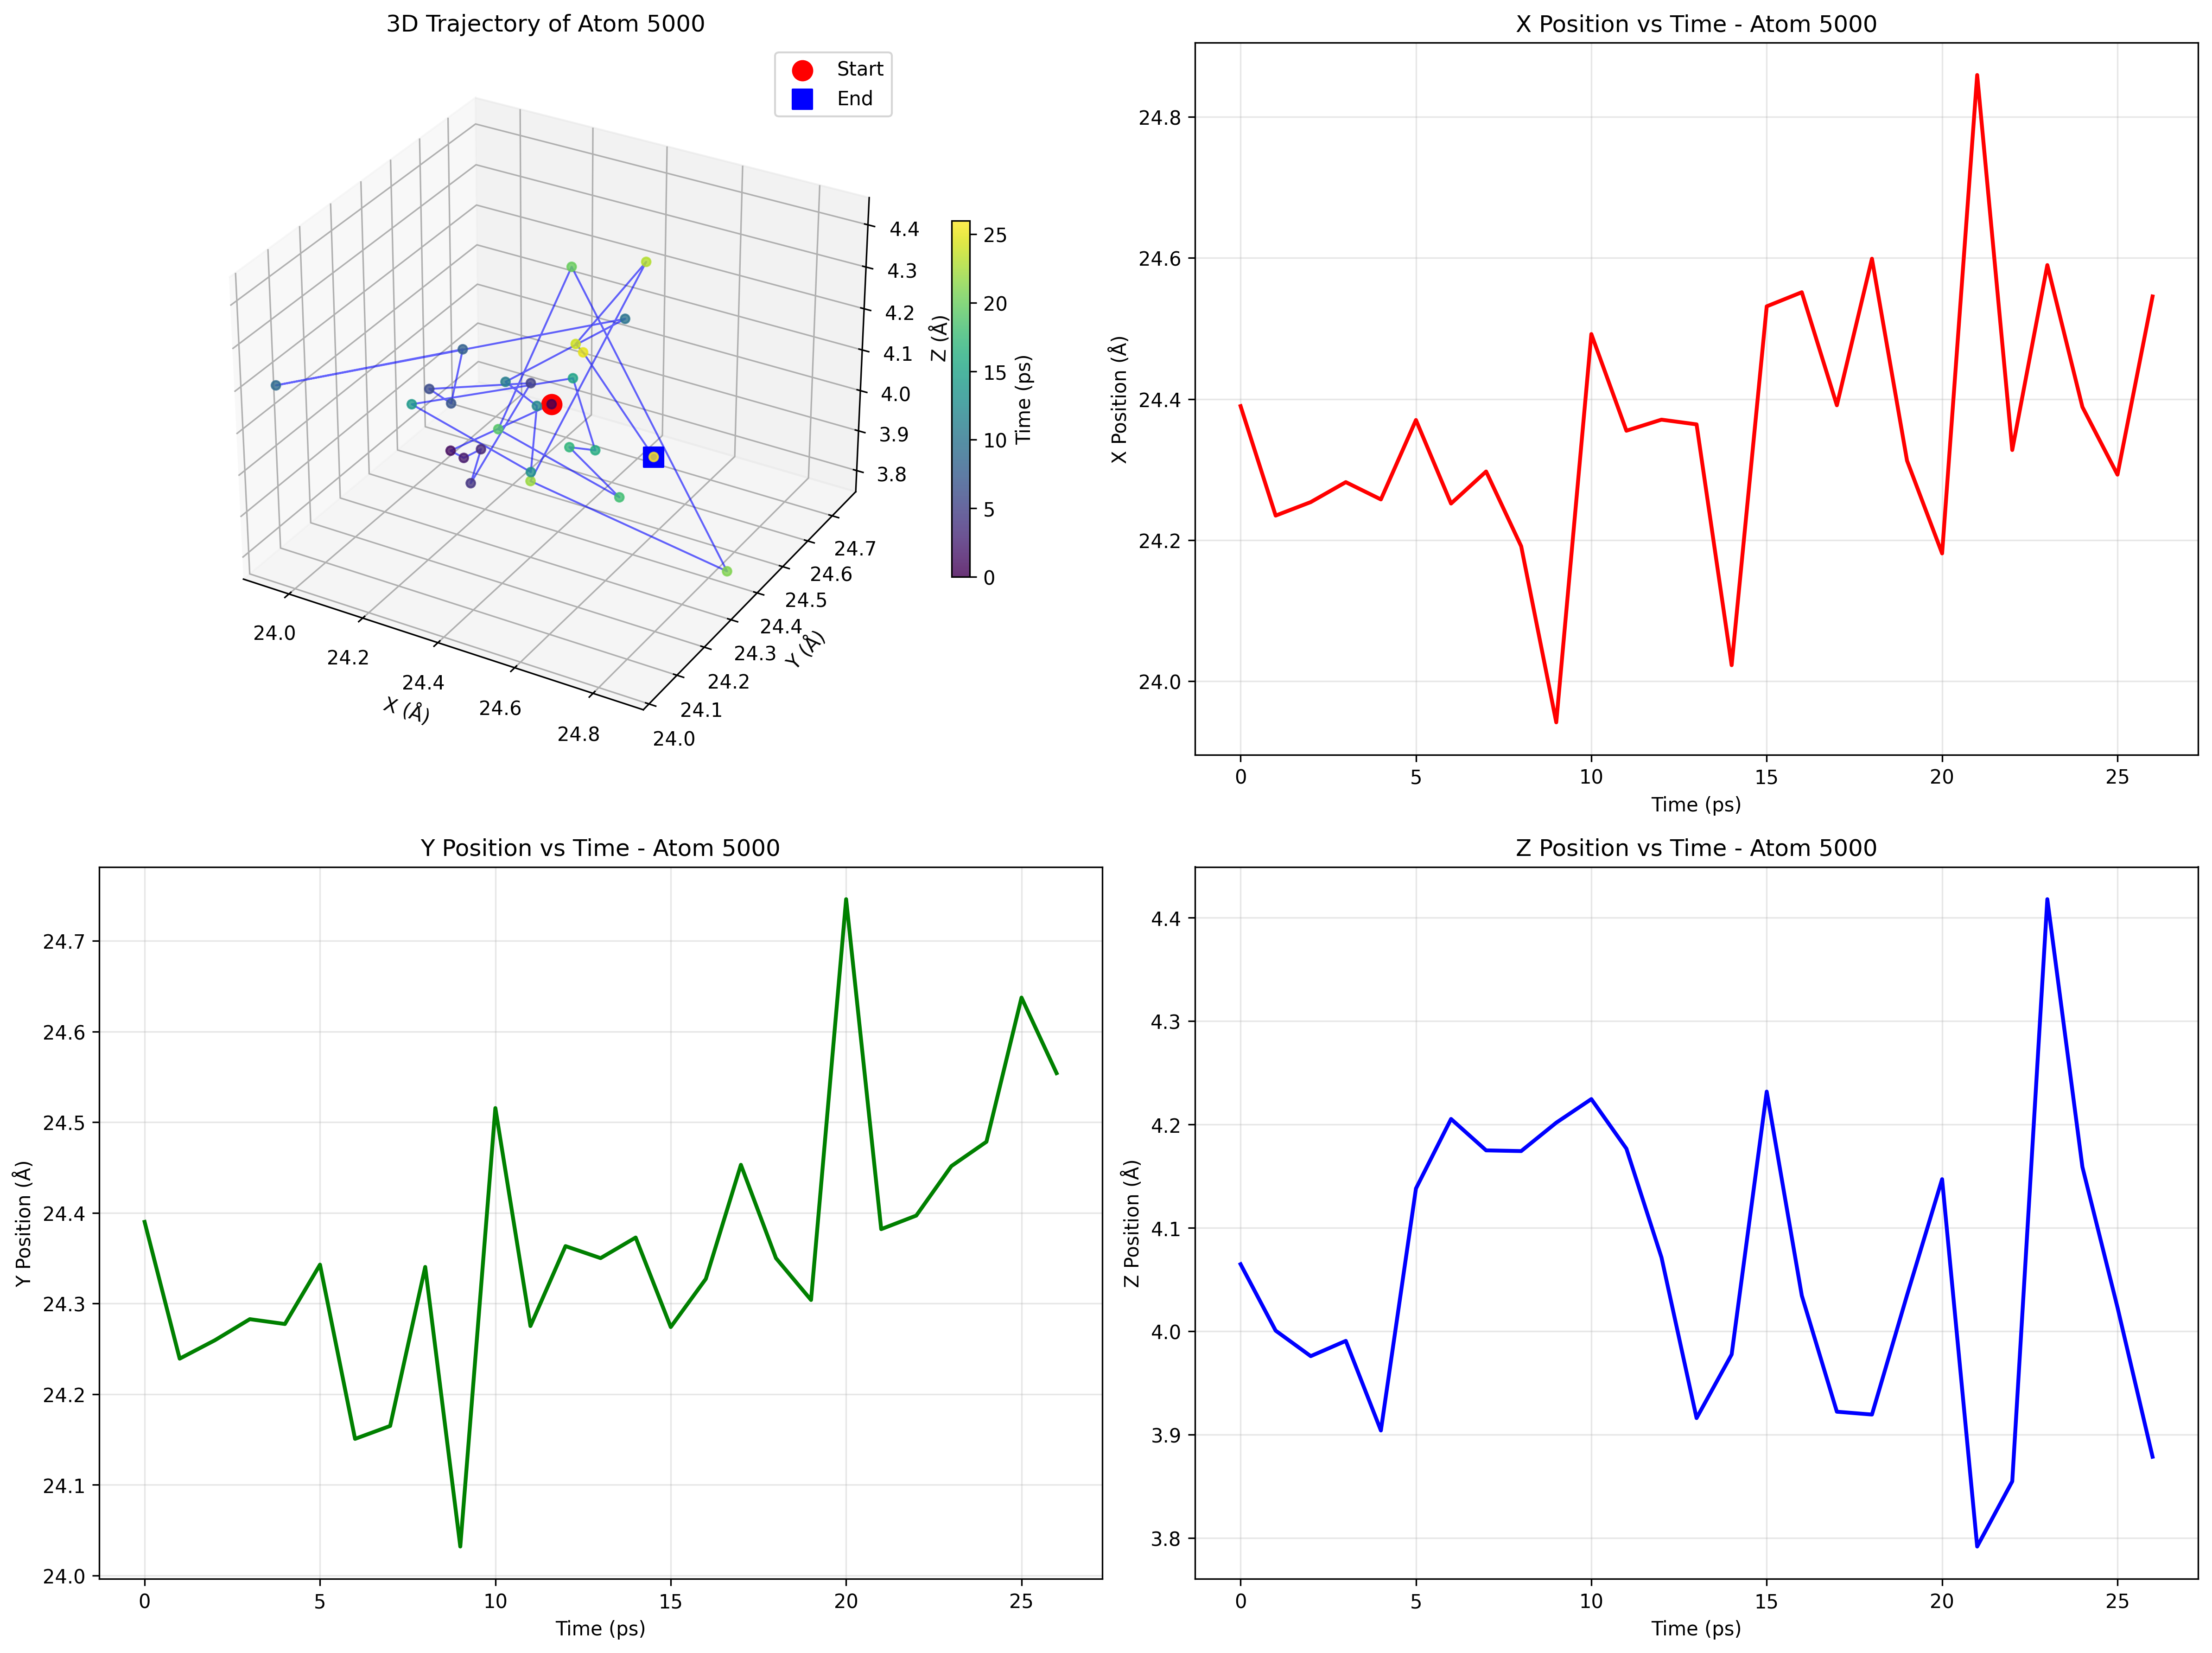 3D Trajectory of Atom 5000
Start
End
4.4
4.3
4.2
4.1
4.0
3.9
3.8
Z (Å)
24.7
24.6
24.5
24.4
24.3
24.2
24.1
24.0
Y (Å)
24.0
24.2
24.4
24.6
24.8
X (Å)
25
20
15
10
5
0
Time (ps)
X Position vs Time - Atom 5000
24.8
24.6
24.4
24.2
24.0
X Position (Å)
0 5 10 15 20 25
Time (ps)
Y Position vs Time - Atom 5000
24.7
24.6
24.5
24.4
24.3
24.2
24.1
24.0
Y Position (Å)
0 5 10 15 20 25
Time (ps)
Z Position vs Time - Atom 5000
4.4
4.3
4.2
4.1
4.0
3.9
3.8
Z Position (Å)
0 5 10 15 20 25
Time (ps)